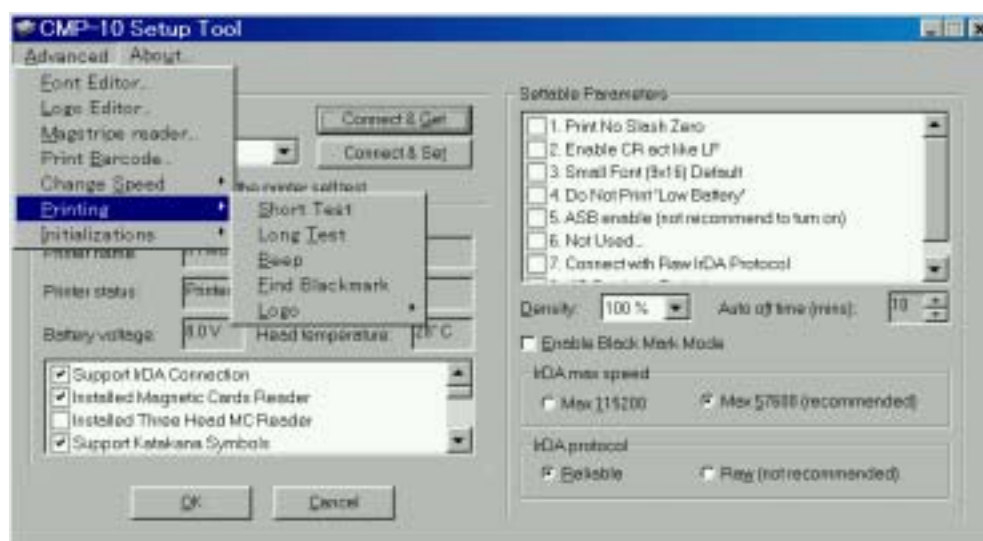 CMP-10 Setup Tool
Advanced About...
Font Editor...
Logo Editor...
Magstripe reader...
Print Barcode...
Change Speed
Printing
Initializations
Short Test
Long Test
Beep
Find Blackmark
Logo
Connect & Get
Connect & Set
the printer selftest
Printer name
Printer status
Printer
Battery voltage 8.0 V Head temperature 28° C
Support IrDA Connection
Installed Magnetic Cards Reader
Installed Three Head MC Reader
Support Katakana Symbols
OK Cancel
Settable Parameters
1. Print No Slash Zero
2. Enable CR act like LF
3. Small Font (9x16) Default
4. Do Not Print "Low Battery"
5. ASB enable (not recommend to turn on)
6. Not Used...
7. Connect with Raw IrDA Protocol
Density: 100 % Auto off time (mins): 10
Enable Black Mark Mode
IrDA max speed
Max 115200 Max 57600 (recommended)
IrDA protocol
Reliable Raw (not recommended)